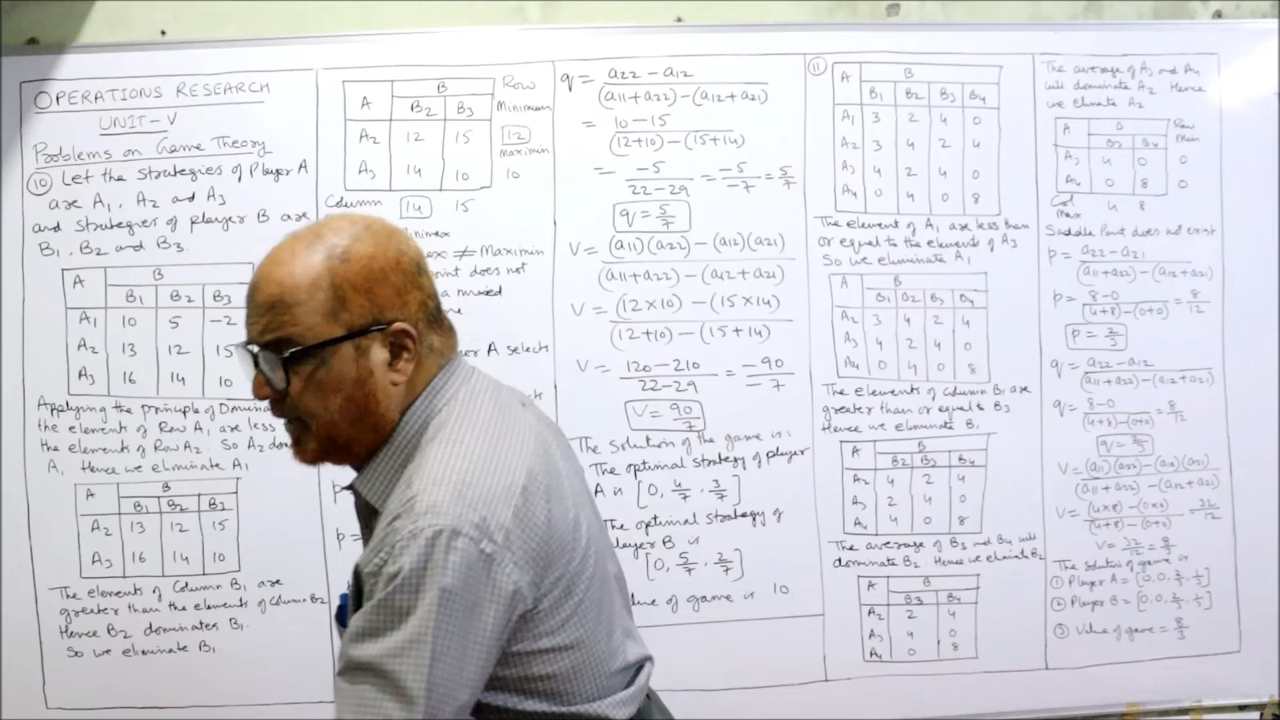 OPERATIONS RESEARCH
UNIT-V
Problems on Game Theory
10 Let the strategies of Player A
are A1, A2 and A3
and strategies of player B are
B1, B2 and B3.
A B
B1 B2 B3
A1 10 5 -2
A2 13 12 15
A3 16 14 10
Applying the principle of Domina
the elements of Row A1 are less
the elements of Row A2. So A2 do
A1. Hence we eliminate A1
A B
B1 B2 B3
A2 13 12 15
A3 16 14 10
The elements of Column B1 are
greater than the elements of Column B2
Hence B2 dominates B1.
So we eliminate B1
A B Row
B2 B3 Minimum
A2 12 15 12
Maximin
A3 14 10 10
Column 14 15
nimax
ex ≠ Maximin
oint does not
a mixed
me.
er A selects
p=
p=
q = a22 - a12 / (a11+a22) - (a12+a21)
= 10 - 15 / (12+10) - (15+14)
= -5 / 22-29 = -5/-7 = 5/7
q = 5/7
V = (a11)(a22) - (a12)(a21) / (a11+a22) - (a12+a21)
V = (12×10) - (15×14) / (12+10) - (15+14)
V = 120-210 / 22-29 = -90/-7
V = 90/7
The solution of the game is:
The optimal strategy of player
A is [0, 4/7, 3/7]
The optimal strategy of
player B is
[0, 5/7, 2/7]
alue of game is 10
11
A B
B1 B2 B3 B4
A1 3 2 4 0
A2 3 4 2 4
A3 4 2 4 0
A4 0 4 0 8
The element of A1 are less than
or equal to the elements of A3
So we eliminate A1
A B
B1 B2 B3 B4
A2 3 4 2 4
A3 4 2 4 0
A4 0 4 0 8
The elements of Column B1 are
greater than or equal to B3
Hence we eliminate B1
A B
B2 B3 B4
A2 4 2 4
A3 2 4 0
A4 4 0 8
The average of B3 and B4 will
dominate B2. Hence we eliminate B2
A B
B3 B4
A2 2 4
A3 4 0
A4 0 8
The average of A3 and A4
will dominate A2. Hence
we elimate A2
A B Row
B3 B4 Min
A3 4 0 0
A4 0 8 0
Col
Max 4 8
Saddle Point does not exist
p = a22 - a21 / (a11+a22) - (a12+a21)
p = 8-0 / (4+8) - (0+0) = 8/12
p = 2/3
q = a22 - a12 / (a11+a22) - (a12+a21)
q = 8-0 / (4+8) - (0+0) = 8/12
q = 2/3
V = (a11)(a22) - (a12)(a21) / (a11+a22) - (a12+a21)
V = (4×8) - (0×0) / (4+8) - (0+0) = 32/12
V = 32/12 = 8/3
The solution of game is
1 Player A = [0, 0, 2/3, 1/3]
2 Player B = [0, 0, 2/3, 1/3]
3 Value of game = 8/3